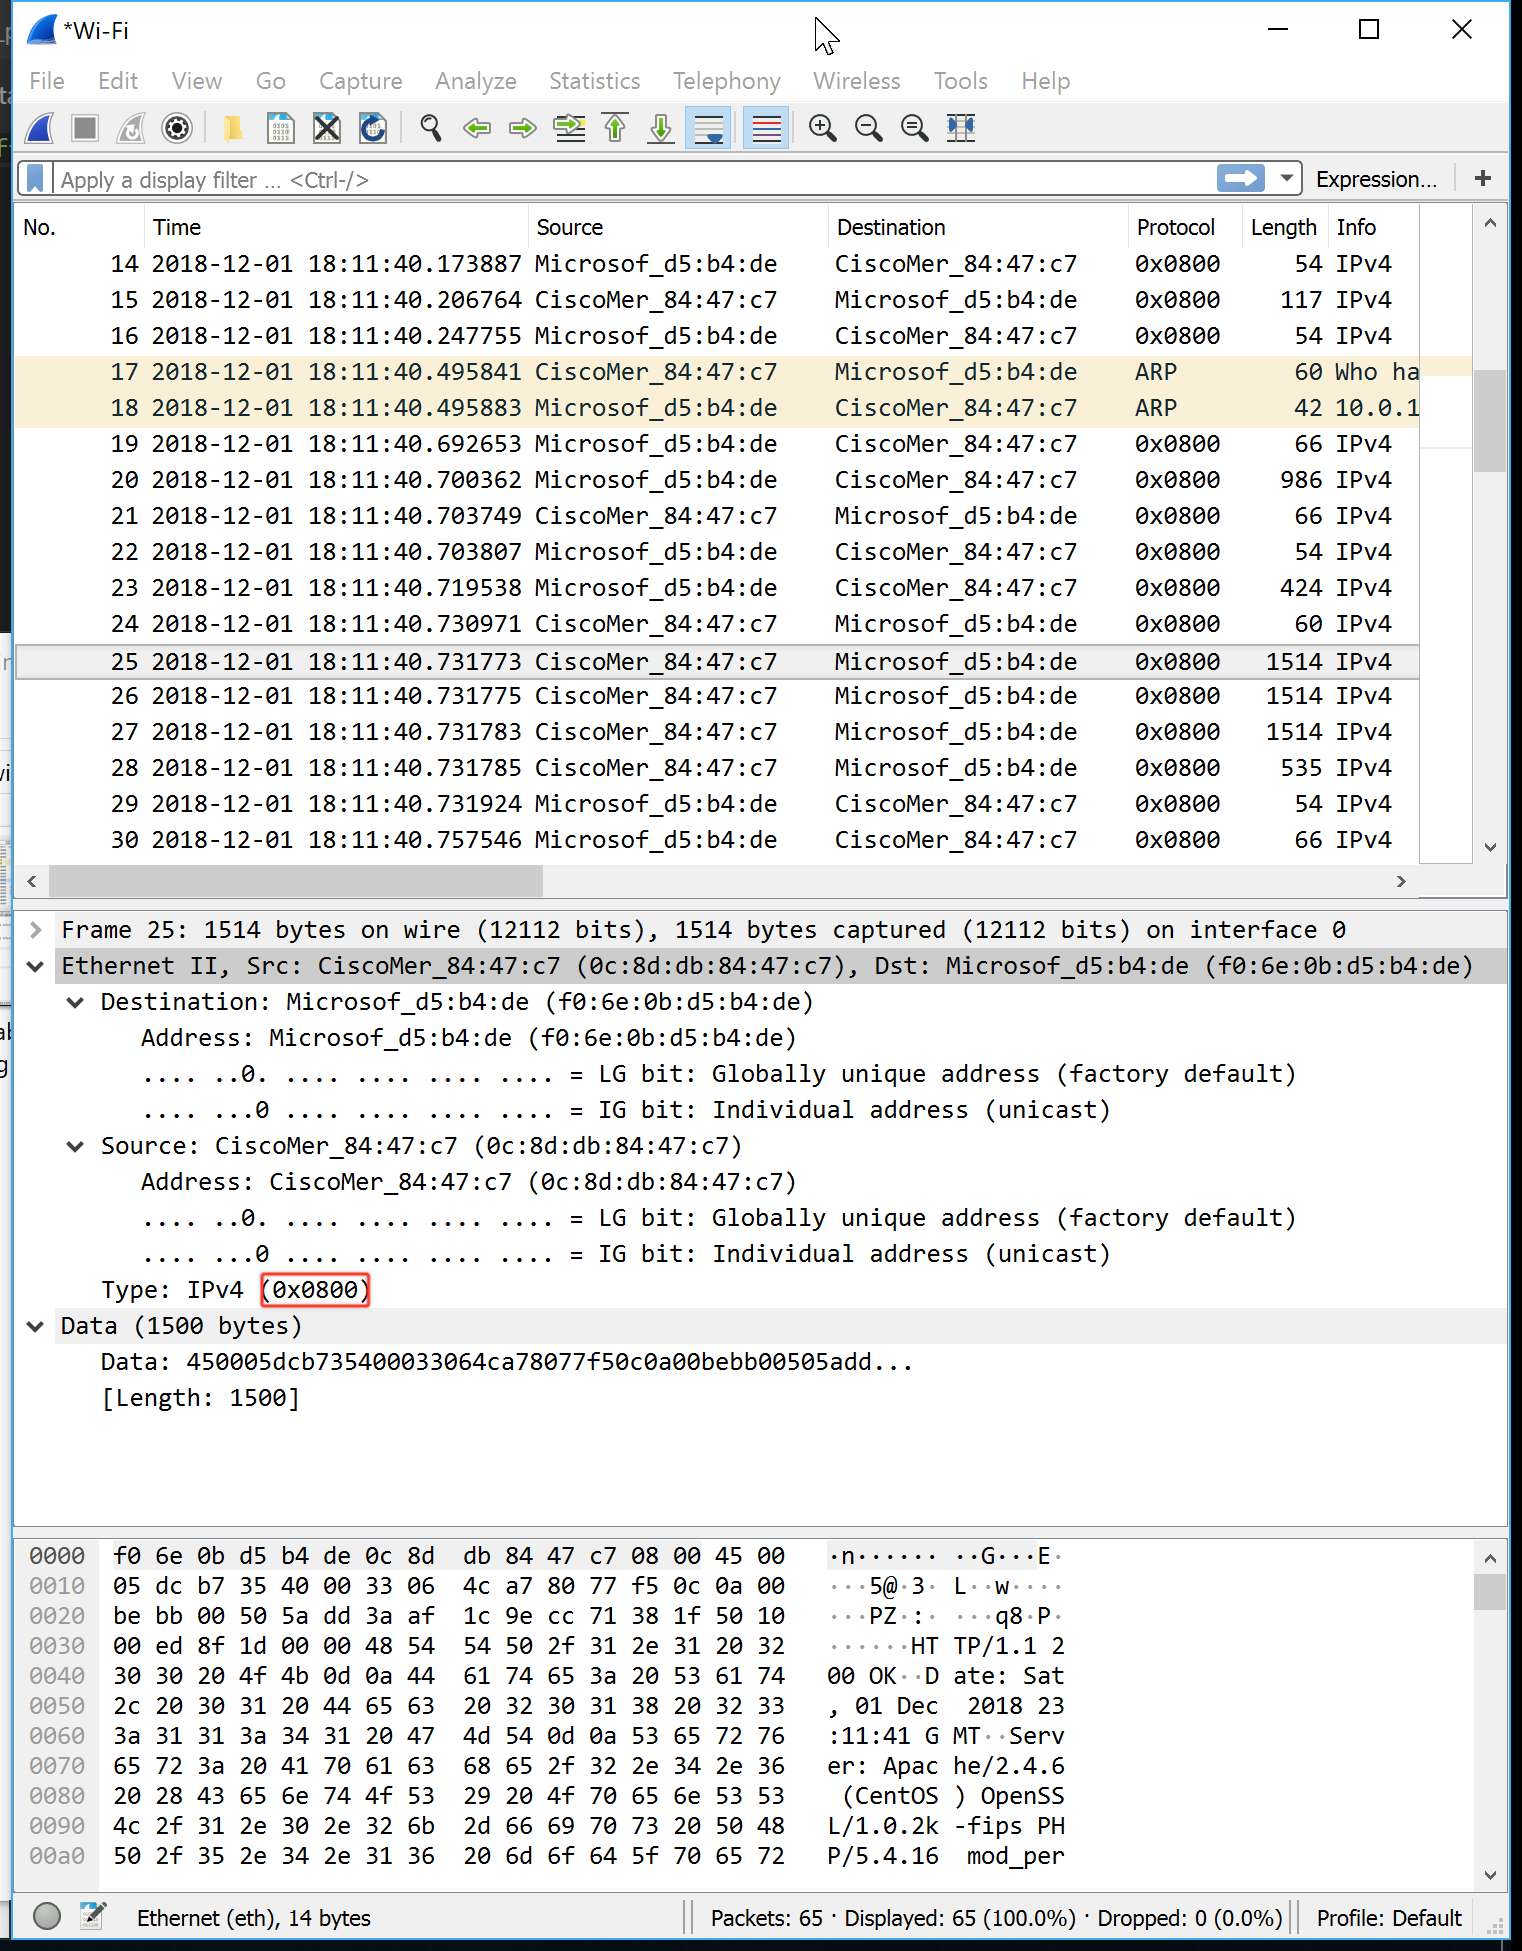 *Wi-Fi
File Edit View Go Capture Analyze Statistics Telephony Wireless Tools Help
Apply a display filter ... <Ctrl-/> Expression... +
No. Time Source Destination Protocol Length Info
14 2018-12-01 18:11:40.173887 Microsof_d5:b4:de CiscoMer_84:47:c7 0x0800 54 IPv4
15 2018-12-01 18:11:40.206764 CiscoMer_84:47:c7 Microsof_d5:b4:de 0x0800 117 IPv4
16 2018-12-01 18:11:40.247755 Microsof_d5:b4:de CiscoMer_84:47:c7 0x0800 54 IPv4
17 2018-12-01 18:11:40.495841 CiscoMer_84:47:c7 Microsof_d5:b4:de ARP 60 Who ha
18 2018-12-01 18:11:40.495883 Microsof_d5:b4:de CiscoMer_84:47:c7 ARP 42 10.0.1
19 2018-12-01 18:11:40.692653 Microsof_d5:b4:de CiscoMer_84:47:c7 0x0800 66 IPv4
20 2018-12-01 18:11:40.700362 Microsof_d5:b4:de CiscoMer_84:47:c7 0x0800 986 IPv4
21 2018-12-01 18:11:40.703749 CiscoMer_84:47:c7 Microsof_d5:b4:de 0x0800 66 IPv4
22 2018-12-01 18:11:40.703807 Microsof_d5:b4:de CiscoMer_84:47:c7 0x0800 54 IPv4
23 2018-12-01 18:11:40.719538 Microsof_d5:b4:de CiscoMer_84:47:c7 0x0800 424 IPv4
24 2018-12-01 18:11:40.730971 CiscoMer_84:47:c7 Microsof_d5:b4:de 0x0800 60 IPv4
25 2018-12-01 18:11:40.731773 CiscoMer_84:47:c7 Microsof_d5:b4:de 0x0800 1514 IPv4
26 2018-12-01 18:11:40.731775 CiscoMer_84:47:c7 Microsof_d5:b4:de 0x0800 1514 IPv4
27 2018-12-01 18:11:40.731783 CiscoMer_84:47:c7 Microsof_d5:b4:de 0x0800 1514 IPv4
28 2018-12-01 18:11:40.731785 CiscoMer_84:47:c7 Microsof_d5:b4:de 0x0800 535 IPv4
29 2018-12-01 18:11:40.731924 Microsof_d5:b4:de CiscoMer_84:47:c7 0x0800 54 IPv4
30 2018-12-01 18:11:40.757546 Microsof_d5:b4:de CiscoMer_84:47:c7 0x0800 66 IPv4
Frame 25: 1514 bytes on wire (12112 bits), 1514 bytes captured (12112 bits) on interface 0
Ethernet II, Src: CiscoMer_84:47:c7 (0c:8d:db:84:47:c7), Dst: Microsof_d5:b4:de (f0:6e:0b:d5:b4:de)
Destination: Microsof_d5:b4:de (f0:6e:0b:d5:b4:de)
Address: Microsof_d5:b4:de (f0:6e:0b:d5:b4:de)
.... ..0. .... .... .... .... = LG bit: Globally unique address (factory default)
.... ...0 .... .... .... .... = IG bit: Individual address (unicast)
Source: CiscoMer_84:47:c7 (0c:8d:db:84:47:c7)
Address: CiscoMer_84:47:c7 (0c:8d:db:84:47:c7)
.... ..0. .... .... .... .... = LG bit: Globally unique address (factory default)
.... ...0 .... .... .... .... = IG bit: Individual address (unicast)
Type: IPv4 (0x0800)
Data (1500 bytes)
Data: 450005dcb735400033064ca78077f50c0a00bebb00505add...
[Length: 1500]
0000 f0 6e 0b d5 b4 de 0c 8d db 84 47 c7 08 00 45 00 ·n······ ··G···E·
0010 05 dc b7 35 40 00 33 06 4c a7 80 77 f5 0c 0a 00 ···5@·3· L··w····
0020 be bb 00 50 5a dd 3a af 1c 9e cc 71 38 1f 50 10 ···PZ·:· ···q8·P·
0030 00 ed 8f 1d 00 00 48 54 54 50 2f 31 2e 31 20 32 ······HT TP/1.1 2
0040 30 30 20 4f 4b 0d 0a 44 61 74 65 3a 20 53 61 74 00 OK··D ate: Sat
0050 2c 20 30 31 20 44 65 63 20 32 30 31 38 20 32 33 , 01 Dec 2018 23
0060 3a 31 31 3a 34 31 20 47 4d 54 0d 0a 53 65 72 76 :11:41 G MT··Serv
0070 65 72 3a 20 41 70 61 63 68 65 2f 32 2e 34 2e 36 er: Apac he/2.4.6
0080 20 28 43 65 6e 74 4f 53 29 20 4f 70 65 6e 53 53 (CentOS ) OpenSS
0090 4c 2f 31 2e 30 2e 32 6b 2d 66 69 70 73 20 50 48 L/1.0.2k -fips PH
00a0 50 2f 35 2e 34 2e 31 36 20 6d 6f 64 5f 70 65 72 P/5.4.16 mod_per
Ethernet (eth), 14 bytes Packets: 65 · Displayed: 65 (100.0%) · Dropped: 0 (0.0%) Profile: Default